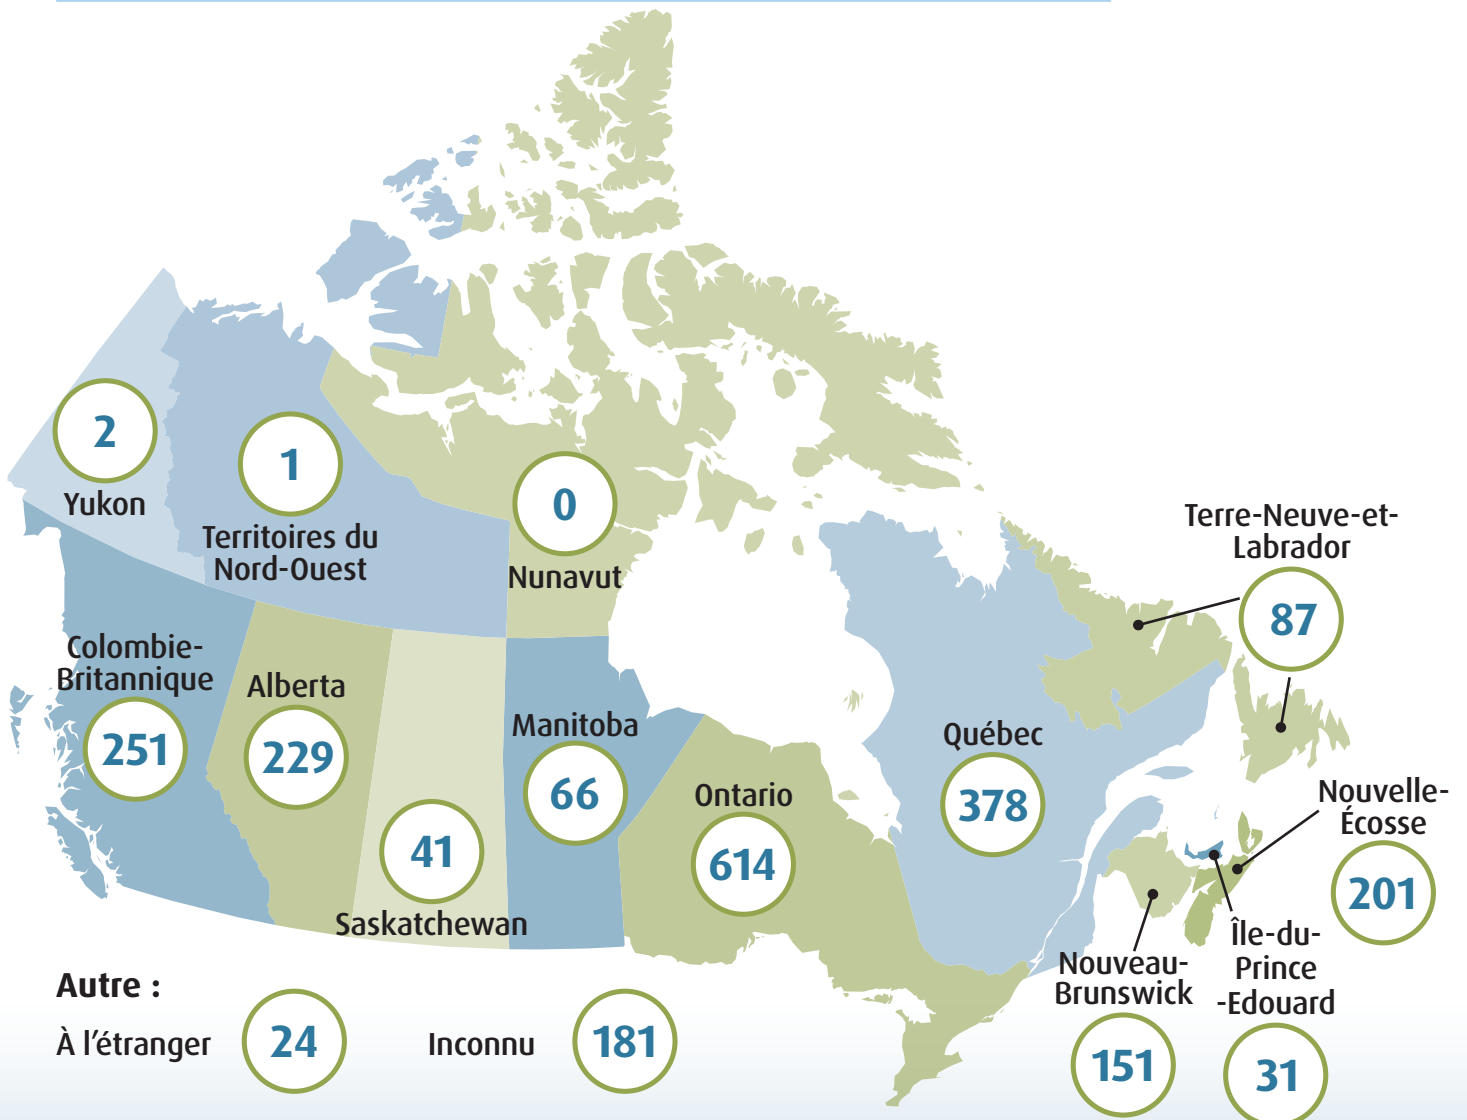 2
Yukon
1
Territoires du
Nord-Ouest
0
Nunavut
Terre-Neuve-et-
Labrador
87
Colombie-
Britannique
251
Alberta
229
41
Saskatchewan
Manitoba
66
Ontario
614
Québec
378
Nouvelle-
Écosse
201
Nouveau-
Brunswick
151
Île-du-
Prince
-Edouard
31
Autre :
À l’étranger
24
Inconnu
181